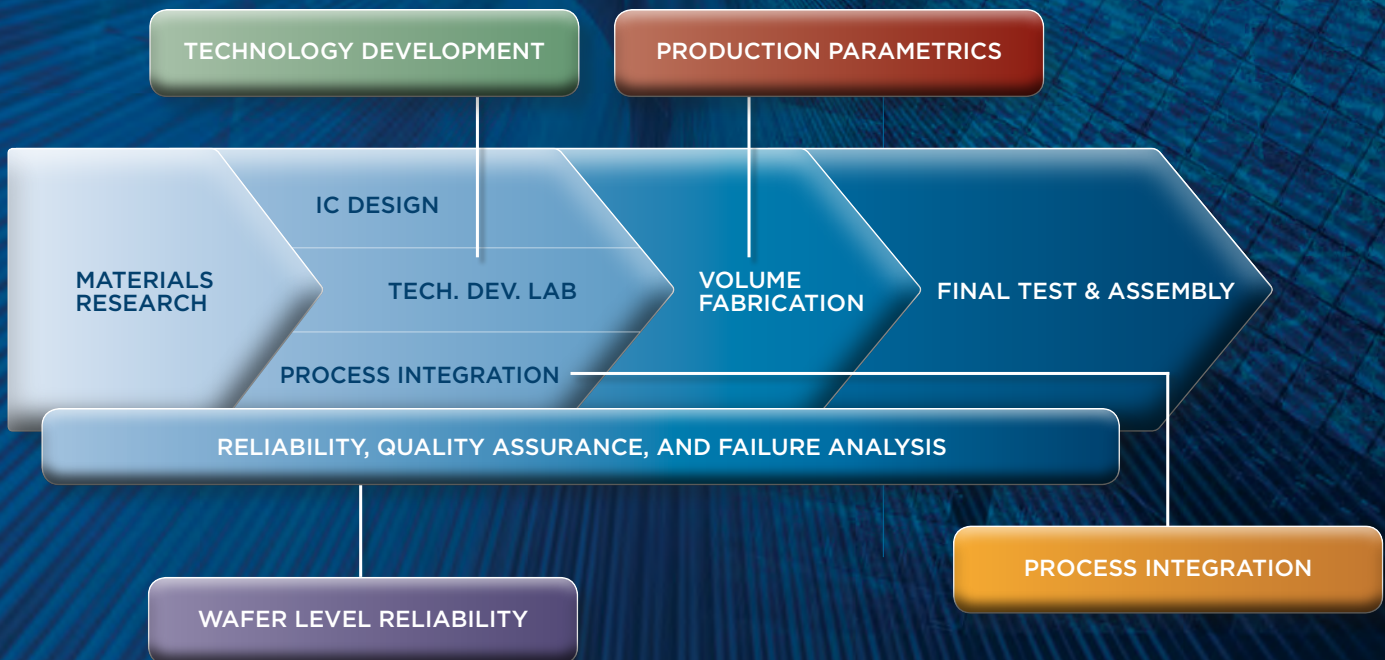 TECHNOLOGY DEVELOPMENT
PRODUCTION PARAMETRICS
IC DESIGN
MATERIALS
RESEARCH
TECH. DEV. LAB
VOLUME
FABRICATION
FINAL TEST & ASSEMBLY
PROCESS INTEGRATION
RELIABILITY, QUALITY ASSURANCE, AND FAILURE ANALYSIS
PROCESS INTEGRATION
WAFER LEVEL RELIABILITY